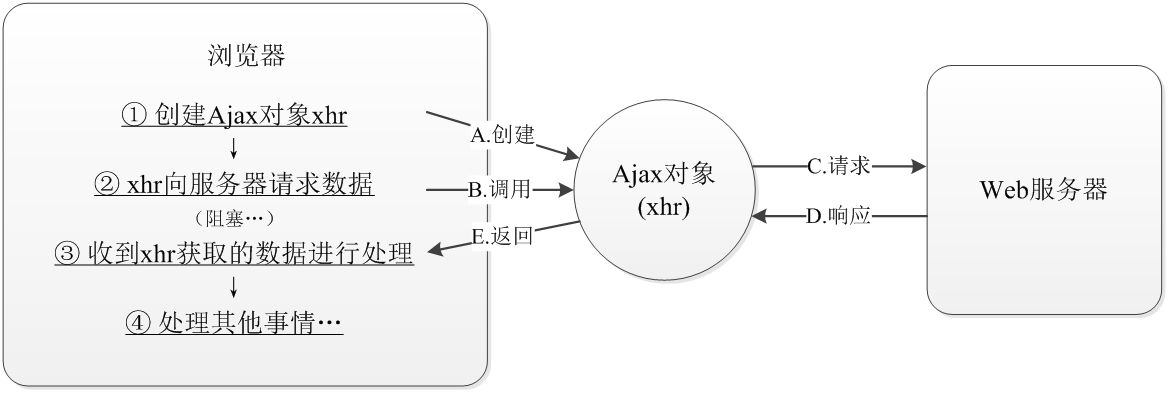 浏览器
① 创建Ajax对象xhr
② xhr向服务器请求数据
（阻塞…）
③ 收到xhr获取的数据进行处理
④ 处理其他事情…
A.创建
B.调用
E.返回
Ajax对象
(xhr)
C.请求
D.响应
Web服务器